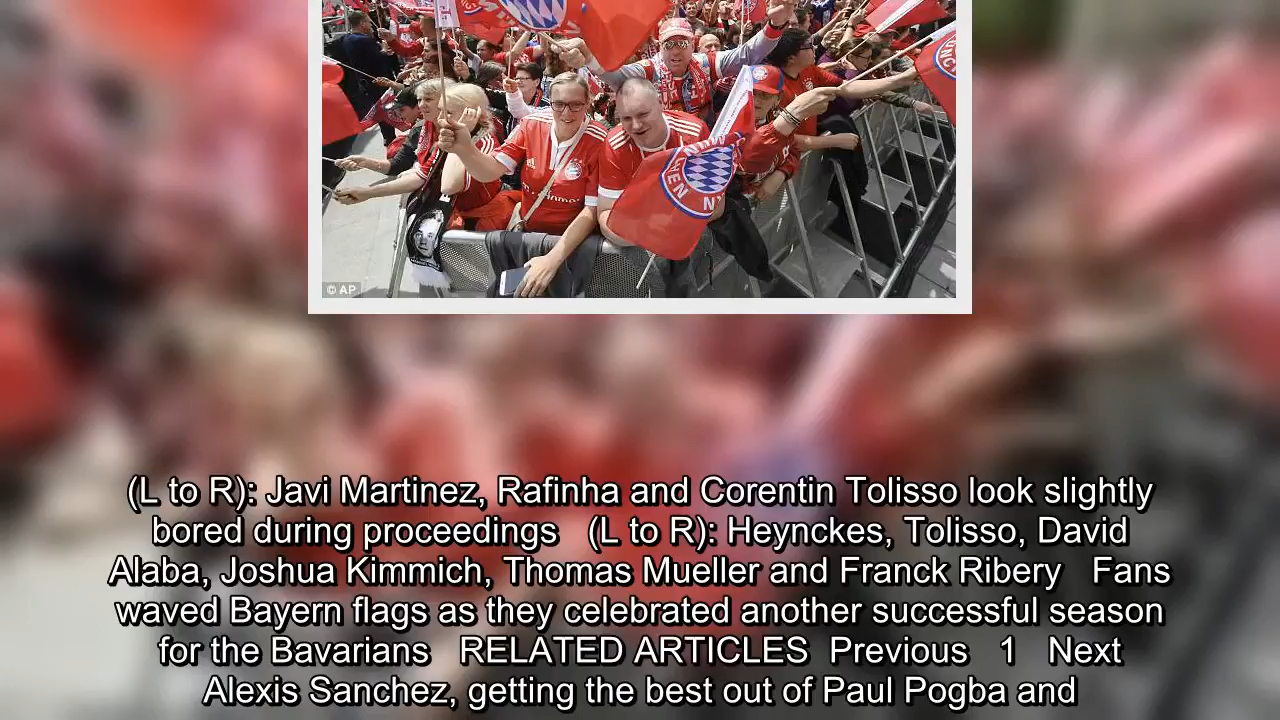 © AP
(L to R): Javi Martinez, Rafinha and Corentin Tolisso look slightly
bored during proceedings (L to R): Heynckes, Tolisso, David
Alaba, Joshua Kimmich, Thomas Mueller and Franck Ribery Fans
waved Bayern flags as they celebrated another successful season
for the Bavarians RELATED ARTICLES Previous 1 Next
Alexis Sanchez, getting the best out of Paul Pogba and